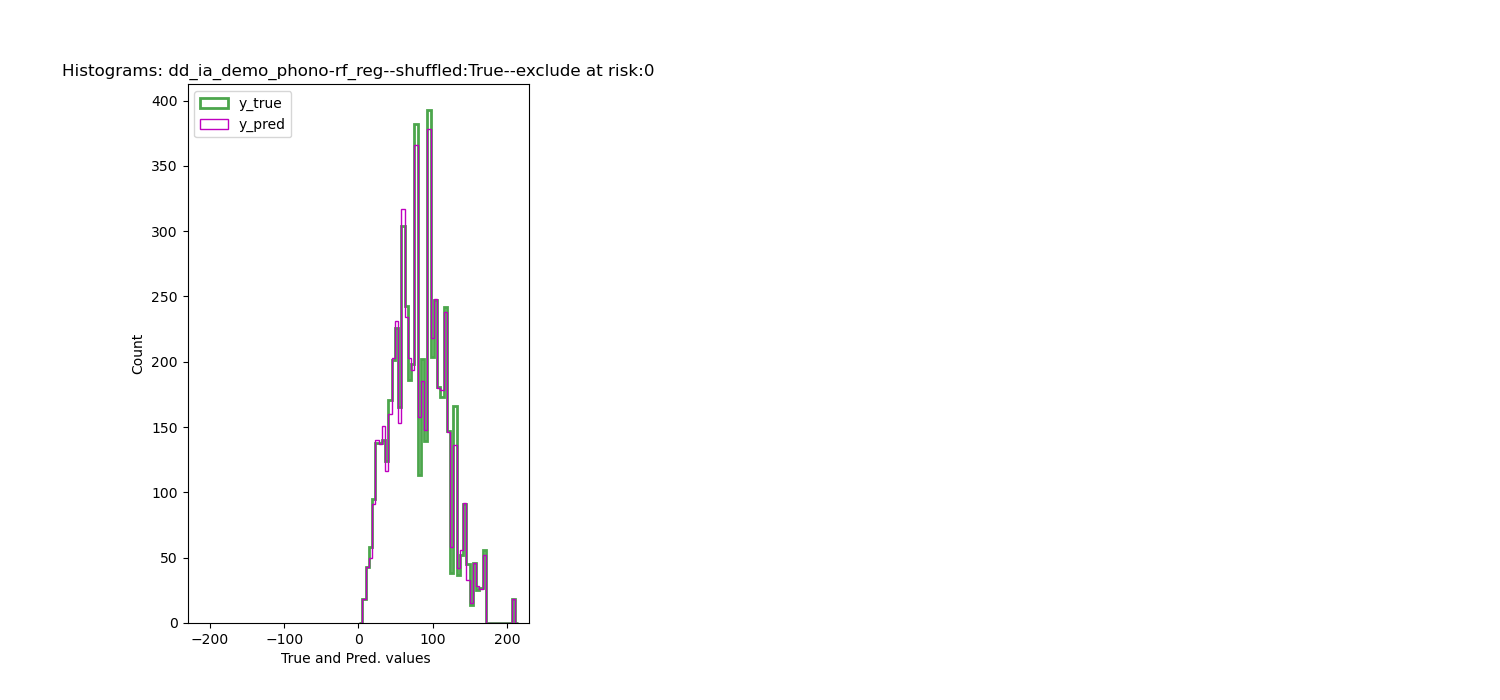 Histograms: dd_ia_demo_phono-rf_reg--shuffled:True--exclude at risk:0
y_true
y_pred
400
350
300
250
200
150
100
50
0
Count
−200
−100
0
100
200
True and Pred. values